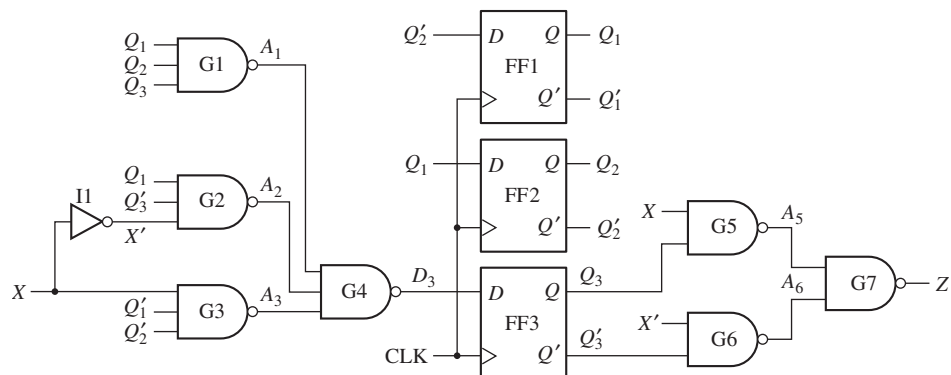 Q₁
Q₂
Q₃
G1
A₁
Q₂′
D
Q
Q₁
FF1
Q′
Q₁′
Q₁
Q₃′
G2
A₂
I1
X′
Q₁
D
Q
Q₂
FF2
Q′
Q₂′
X
Q₁′
Q₂′
G3
A₃
G4
D₃
D
Q
Q₃
FF3
Q′
Q₃′
CLK
X
G5
A₅
X′
G6
A₆
G7
Z